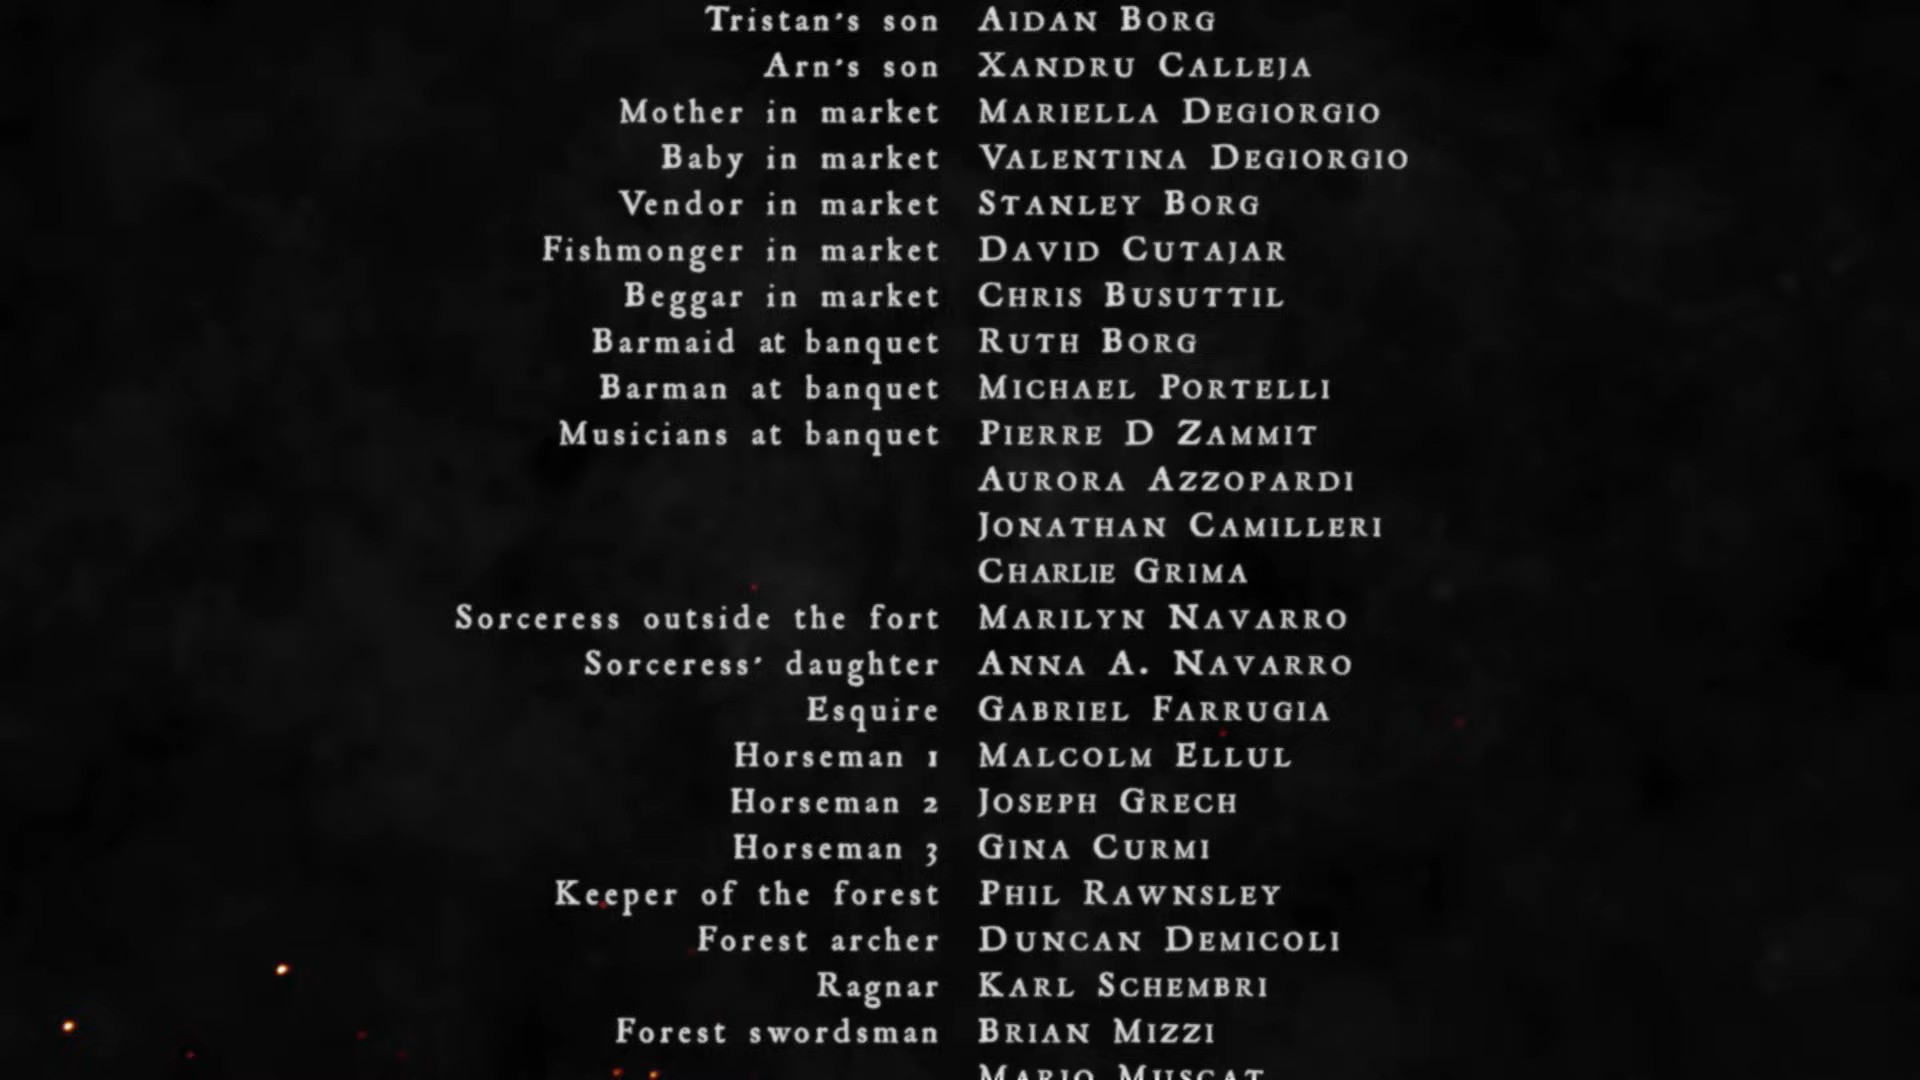 Tristan's son AIDAN BORG
Arn's son XANDRU CALLEJA
Mother in market MARIELLA DEGIORGIO
Baby in market VALENTINA DEGIORGIO
Vendor in market STANLEY BORG
Fishmonger in market DAVID CUTAJAR
Beggar in market CHRIS BUSUTTIL
Barmaid at banquet RUTH BORG
Barman at banquet MICHAEL PORTELLI
Musicians at banquet PIERRE D ZAMMIT
AURORA AZZOPARDI
JONATHAN CAMILLERI
CHARLIE GRIMA
Sorceress outside the fort MARILYN NAVARRO
Sorceress' daughter ANNA A. NAVARRO
Esquire GABRIEL FARRUGIA
Horseman 1 MALCOLM ELLUL
Horseman 2 JOSEPH GRECH
Horseman 3 GINA CURMI
Keeper of the forest PHIL RAWNSLEY
Forest archer DUNCAN DEMICOLI
Ragnar KARL SCHEMBRI
Forest swordsman BRIAN MIZZI
MARIO MUSCAT